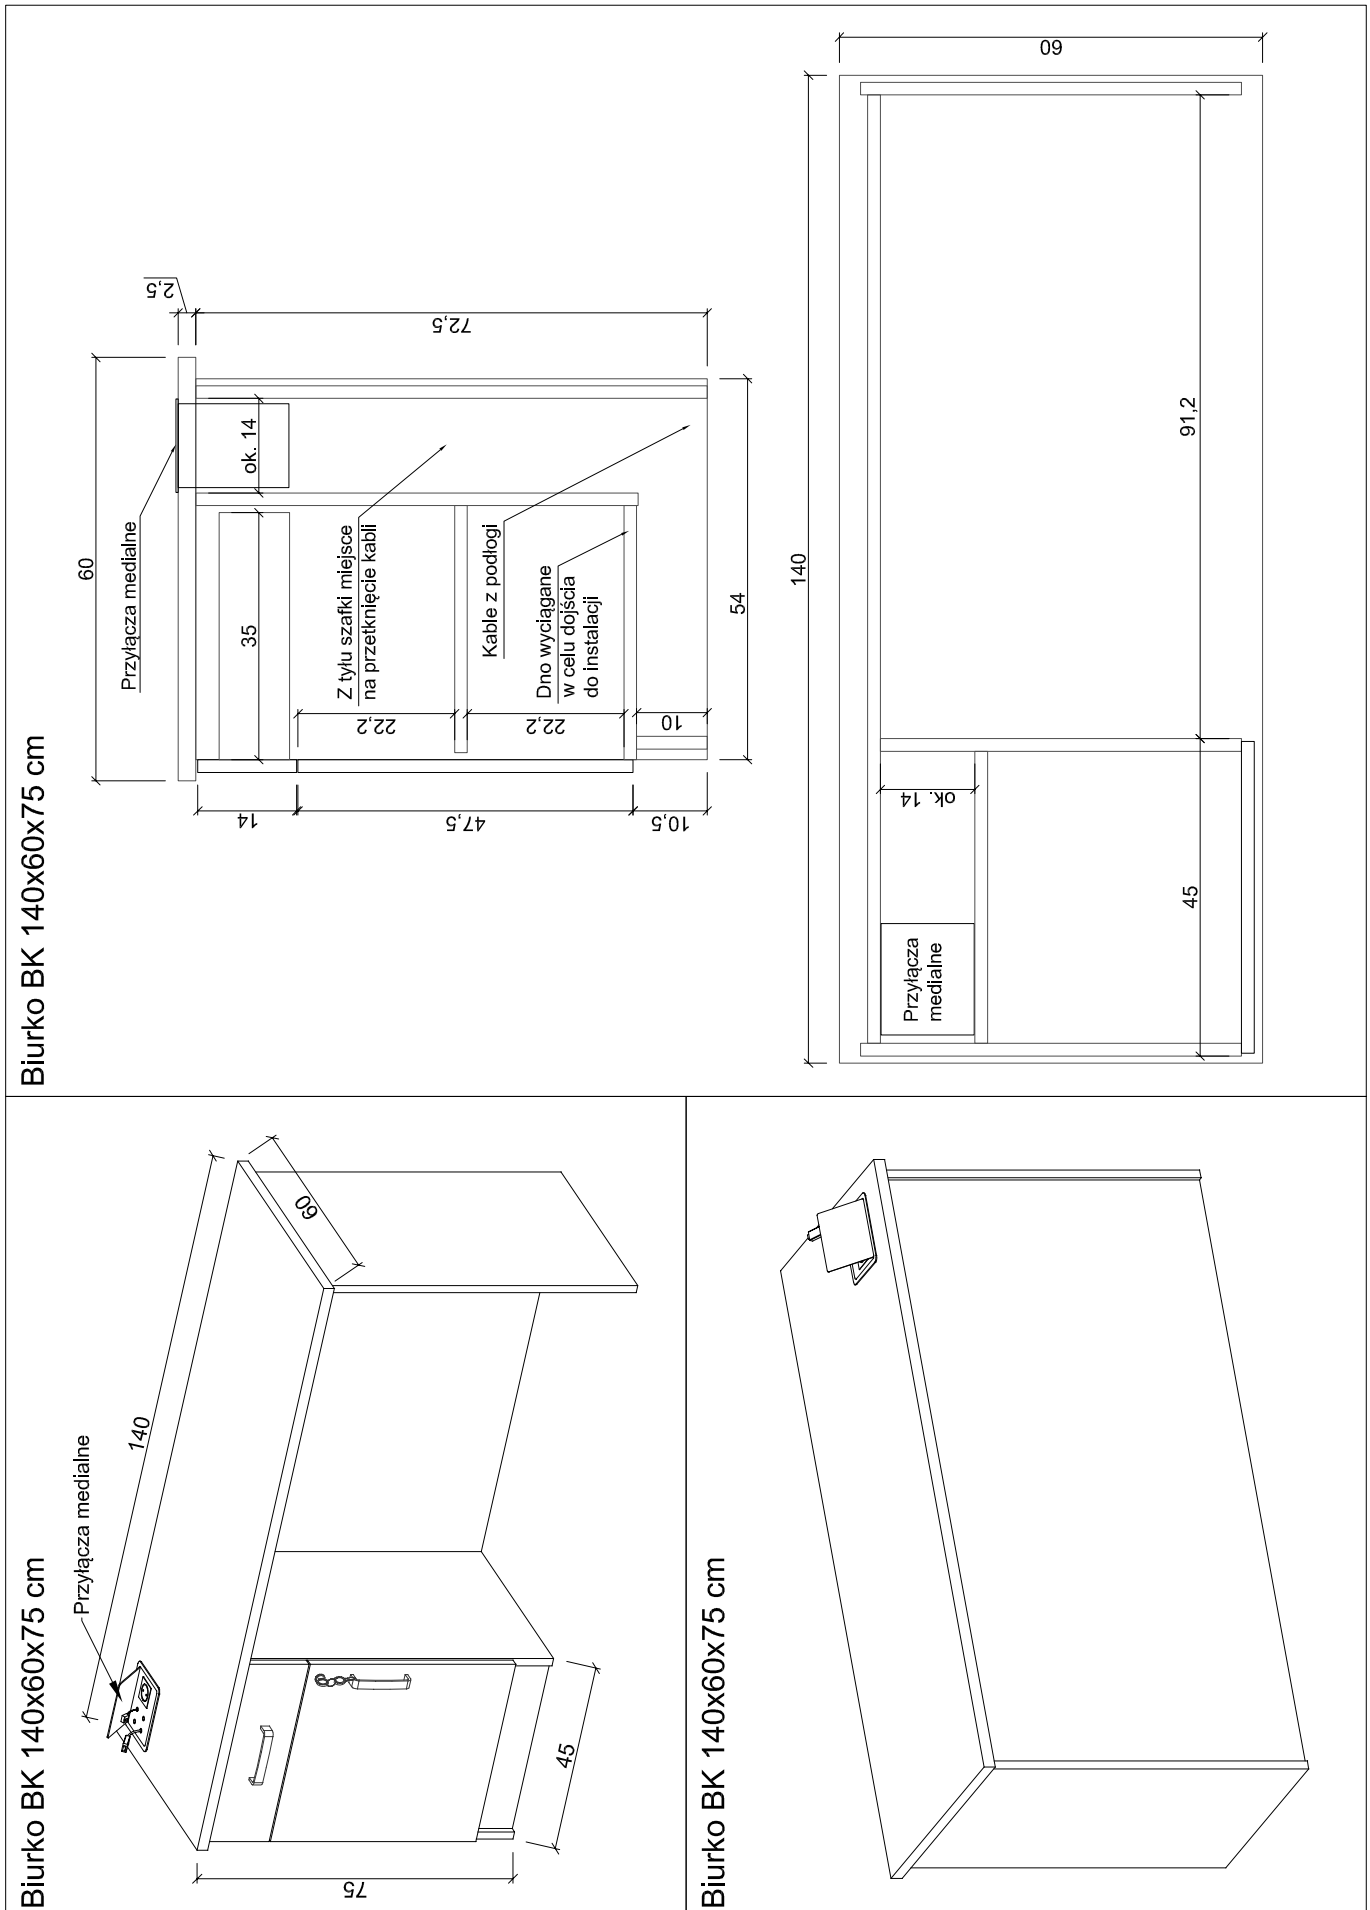 Biurko BK 140x60x75 cm
Przyłącza medialne
140
60
75
45
Biurko BK 140x60x75 cm
60
2,5
Przyłącza medialne
ok. 14
35
72,5
Z tyłu szafki miejsce
na przetknięcie kabli
22,2
Kable z podłogi
22,2
Dno wyciągane
w celu dojścia
do instalacji
10
14
47,5
10,5
54
140
60
Przyłącza
medialne
ok. 14
45
91,2
Biurko BK 140x60x75 cm